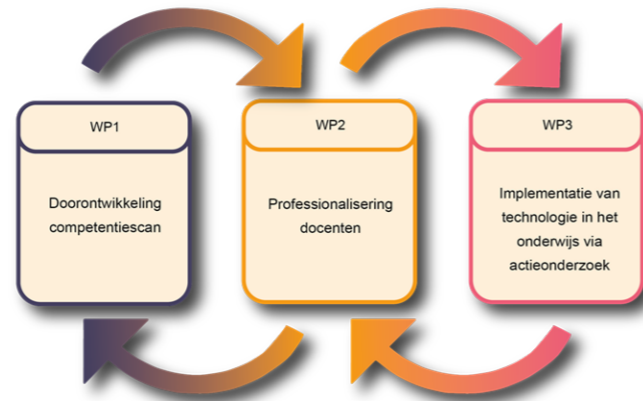 WP1
Doorontwikkeling
competentiescan
WP2
Professionalisering
docenten
WP3
Implementatie van
technologie in het
onderwijs via
actieonderzoek